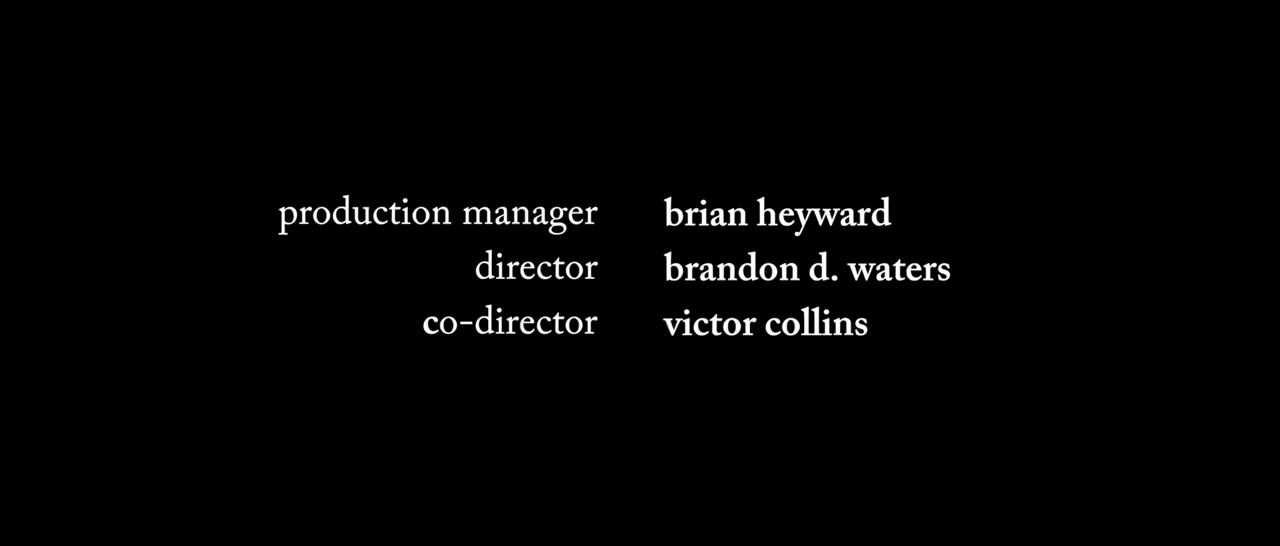 production manager brian heyward
director brandon d. waters
co-director victor collins